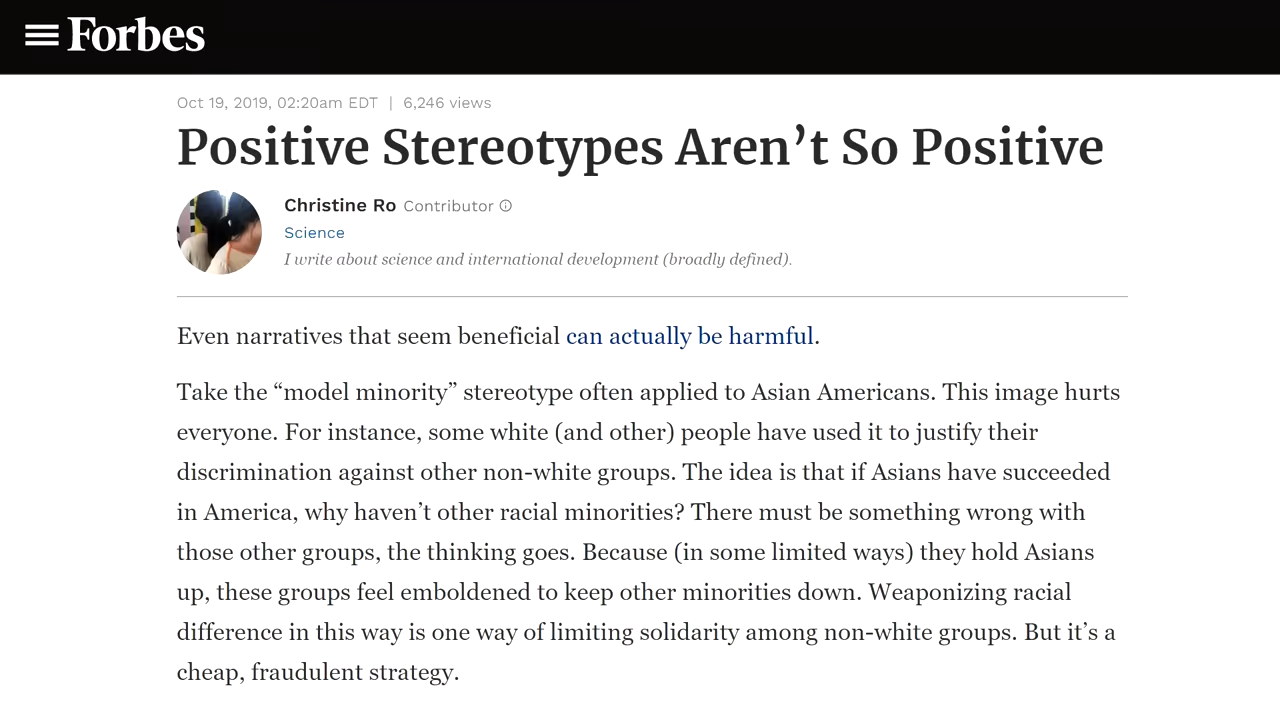 Forbes
Oct 19, 2019, 02:20am EDT | 6,246 views
Positive Stereotypes Aren’t So Positive
Christine Ro Contributor
Science
I write about science and international development (broadly defined).
Even narratives that seem beneficial can actually be harmful.
Take the “model minority” stereotype often applied to Asian Americans. This image hurts
everyone. For instance, some white (and other) people have used it to justify their
discrimination against other non-white groups. The idea is that if Asians have succeeded
in America, why haven’t other racial minorities? There must be something wrong with
those other groups, the thinking goes. Because (in some limited ways) they hold Asians
up, these groups feel emboldened to keep other minorities down. Weaponizing racial
difference in this way is one way of limiting solidarity among non-white groups. But it’s a
cheap, fraudulent strategy.